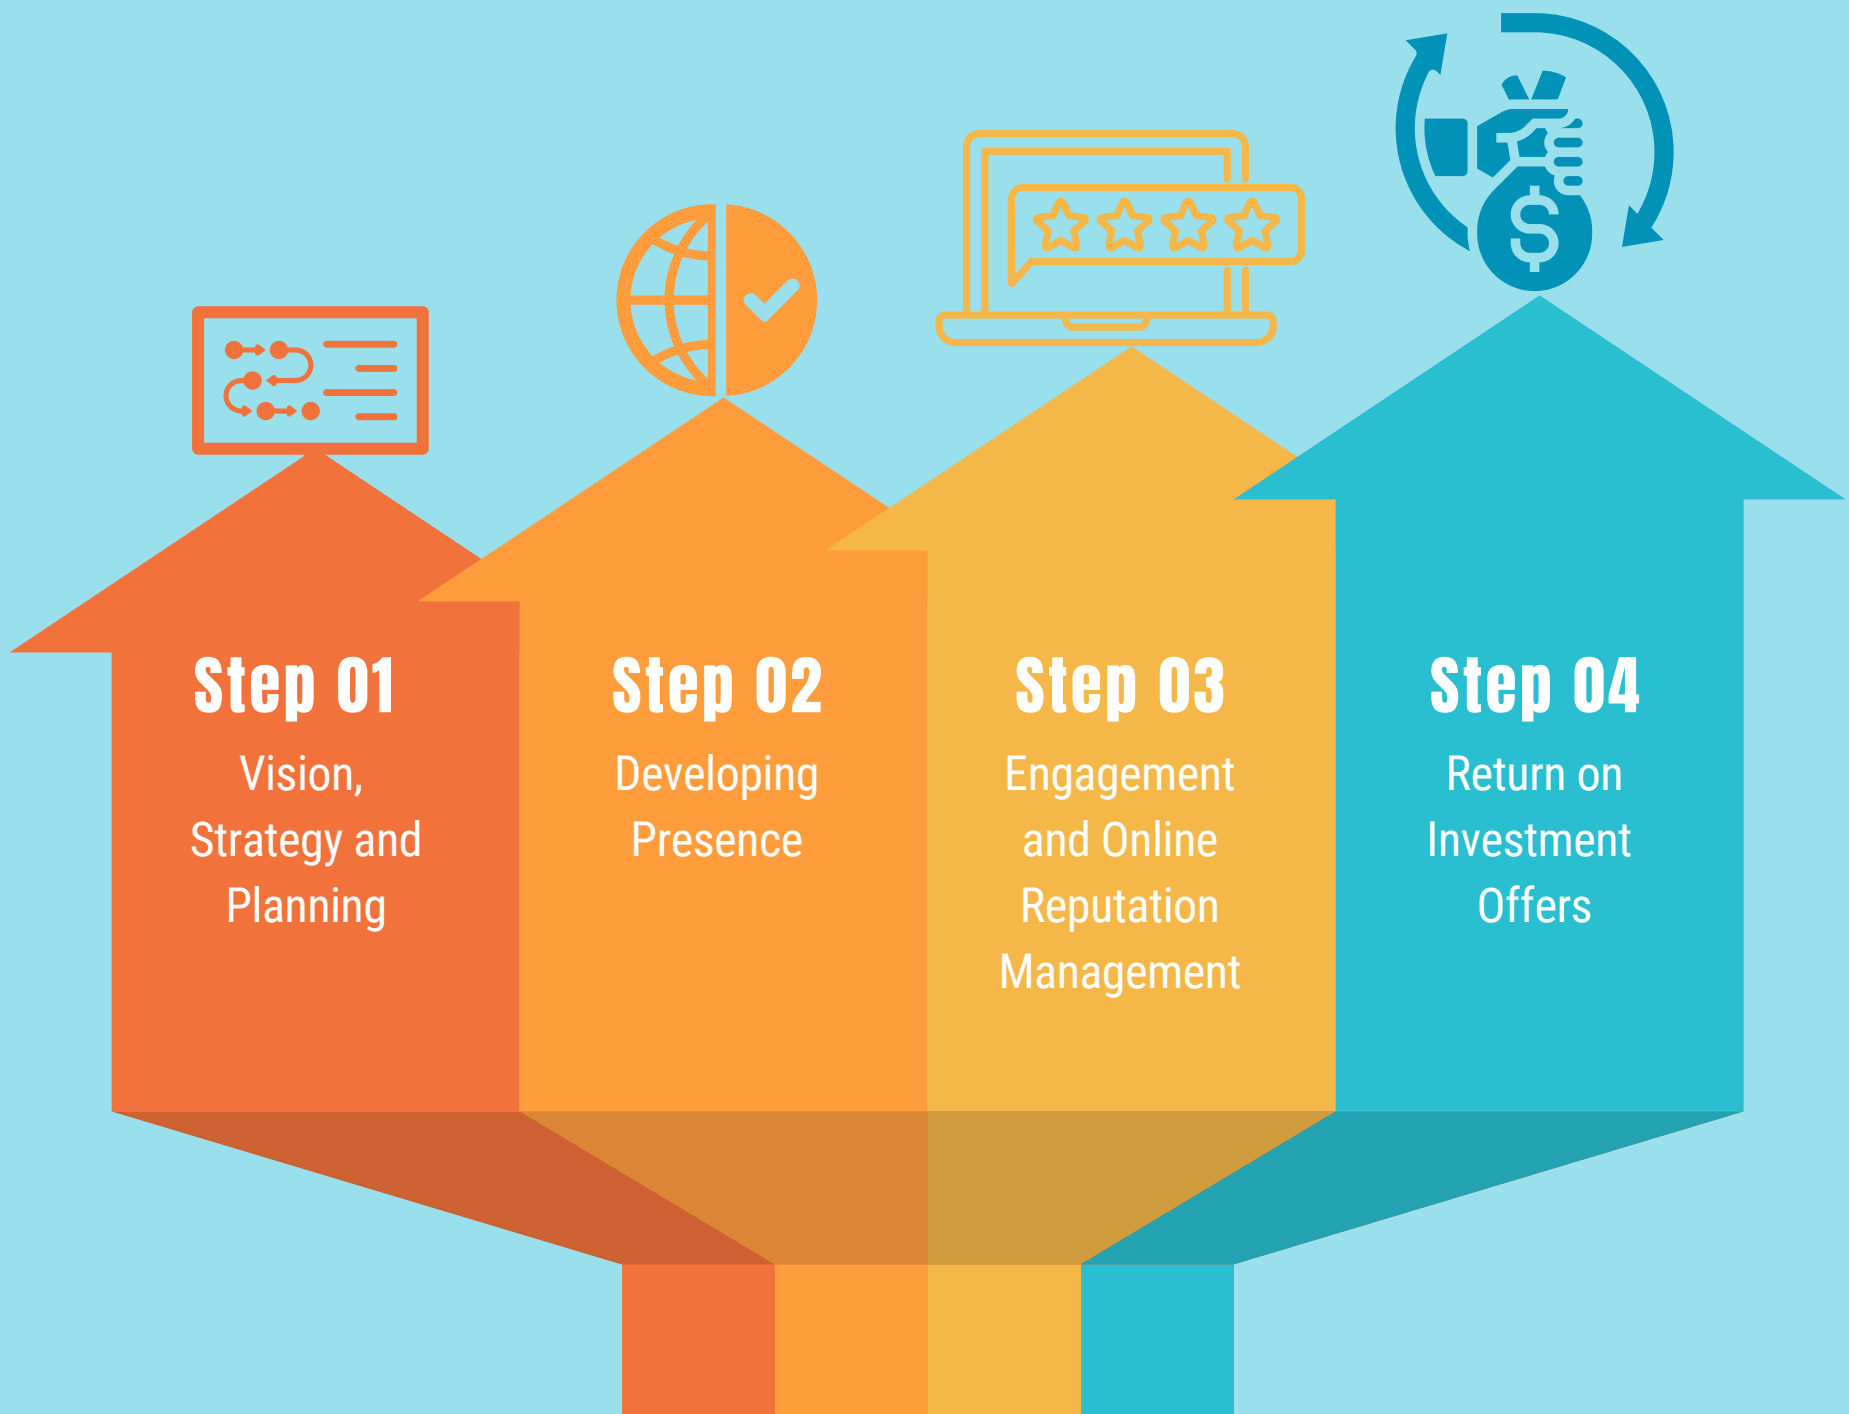 Step 01
Vision,
Strategy and
Planning
Step 02
Developing
Presence
Step 03
Engagement
and Online
Reputation
Management
Step 04
Return on
Investment
Offers
$